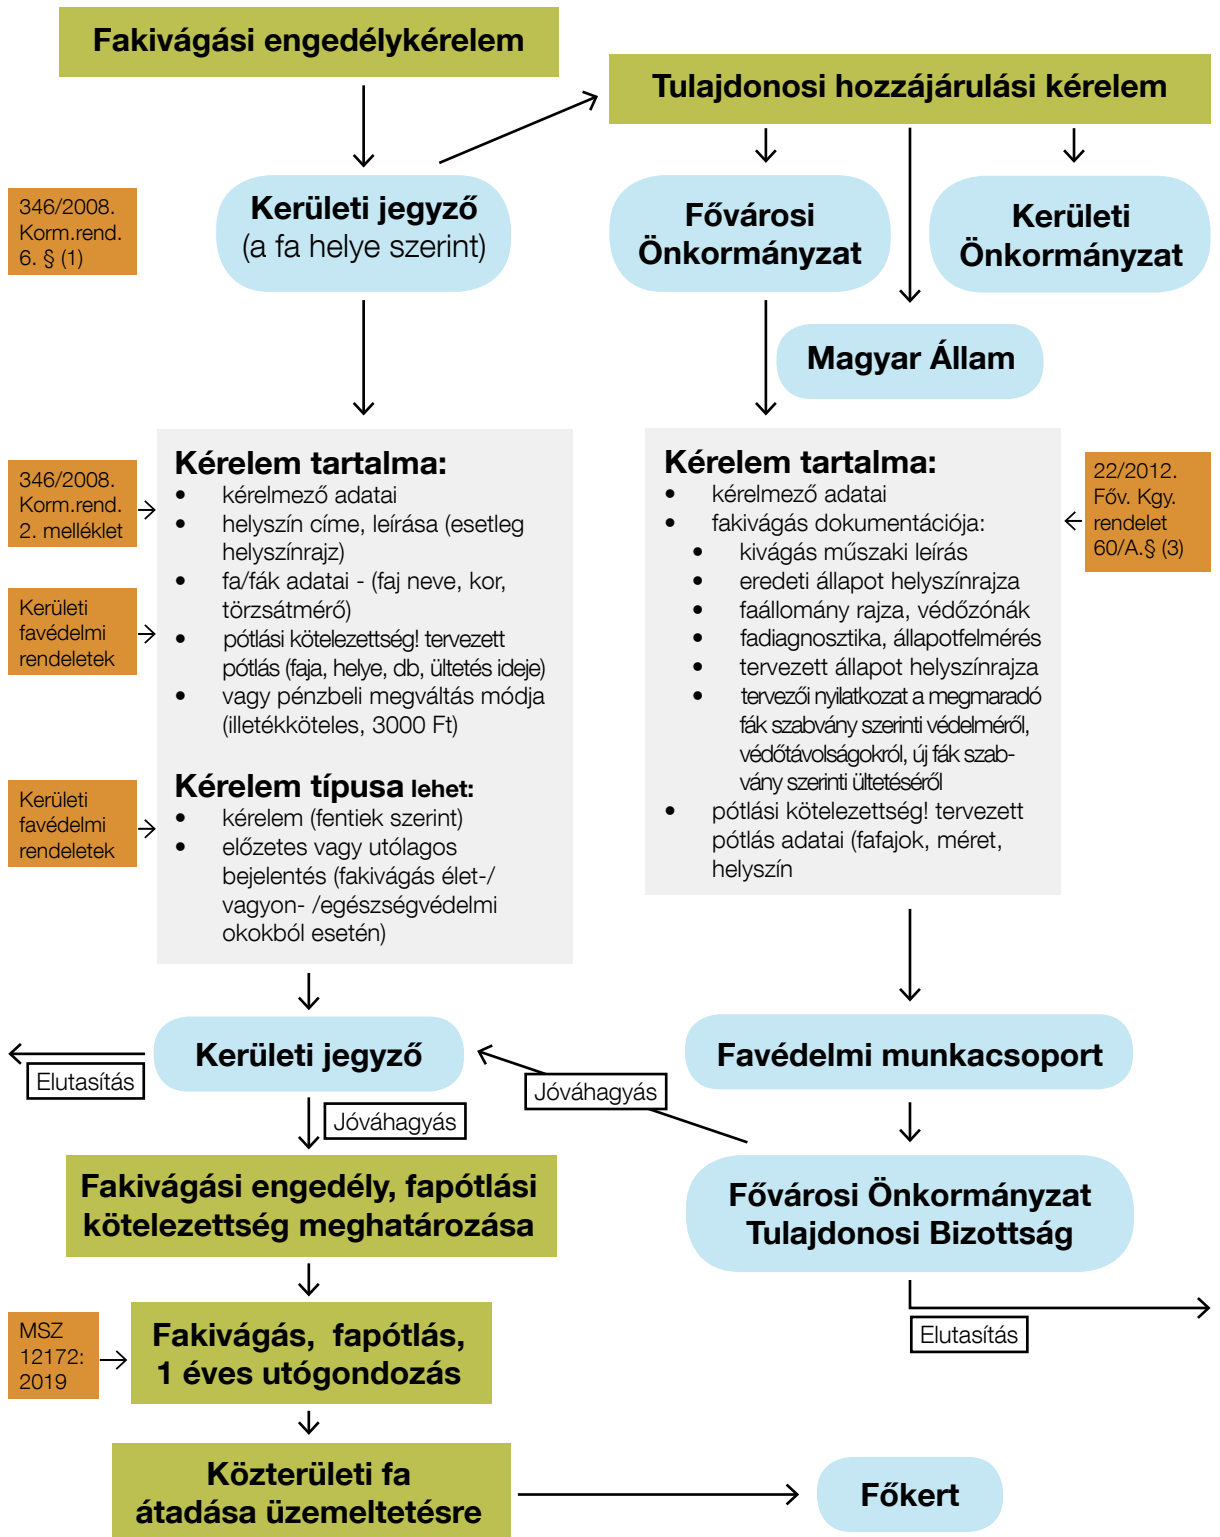 Fakivágási engedélykérelem
Tulajdonosi hozzájárulási kérelem
346/2008.
Korm.rend.
6. § (1)
Kerületi jegyző
(a fa helye szerint)
Fővárosi
Önkormányzat
Kerületi
Önkormányzat
Magyar Állam
346/2008.
Korm.rend.
2. melléklet
Kerületi
favédelmi
rendeletek
Kerületi
favédelmi
rendeletek
Kérelem tartalma:
• kérelmező adatai
• helyszín címe, leírása (esetleg
helyszínrajz)
• fa/fák adatai - (faj neve, kor,
törzsátmérő)
• pótlási kötelezettség! tervezett
pótlás (faja, helye, db, ültetés ideje)
• vagy pénzbeli megváltás módja
(illetékköteles, 3000 Ft)
Kérelem típusa lehet:
• kérelem (fentiek szerint)
• előzetes vagy utólagos
bejelentés (fakivágás élet-/
vagyon- /egészségvédelmi
okokból esetén)
Kérelem tartalma:
• kérelmező adatai
• fakivágás dokumentációja:
• kivágás műszaki leírás
• eredeti állapot helyszínrajza
• faállomány rajza, védőzónák
• fadiagnosztika, állapotfelmérés
• tervezett állapot helyszínrajza
• tervezői nyilatkozat a megmaradó
fák szabvány szerinti védelméről,
védőtávolságokról, új fák szab-
vány szerinti ültetéséről
• pótlási kötelezettség! tervezett
pótlás adatai (fafajok, méret,
helyszín
22/2012.
Főv. Kgy.
rendelet
60/A.§ (3)
Kerületi jegyző
Elutasítás
Jóváhagyás
Jóváhagyás
Favédelmi munkacsoport
Fővárosi Önkormányzat
Tulajdonosi Bizottság
Elutasítás
Fakivágási engedély, fapótlási
kötelezettség meghatározása
MSZ
12172:
2019
Fakivágás, fapótlás,
1 éves utógondozás
Közterületi fa
átadása üzemeltetésre
Főkert